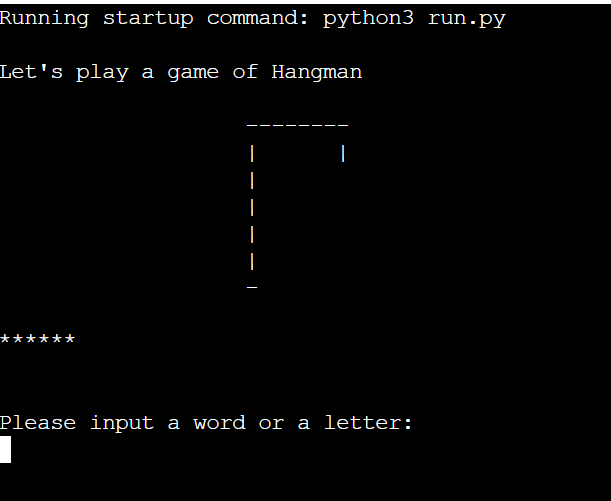 Running startup command: python3 run.py
Let's play a game of Hangman
--------
|      |
|
|
|
|
-
******
Please input a word or a letter: